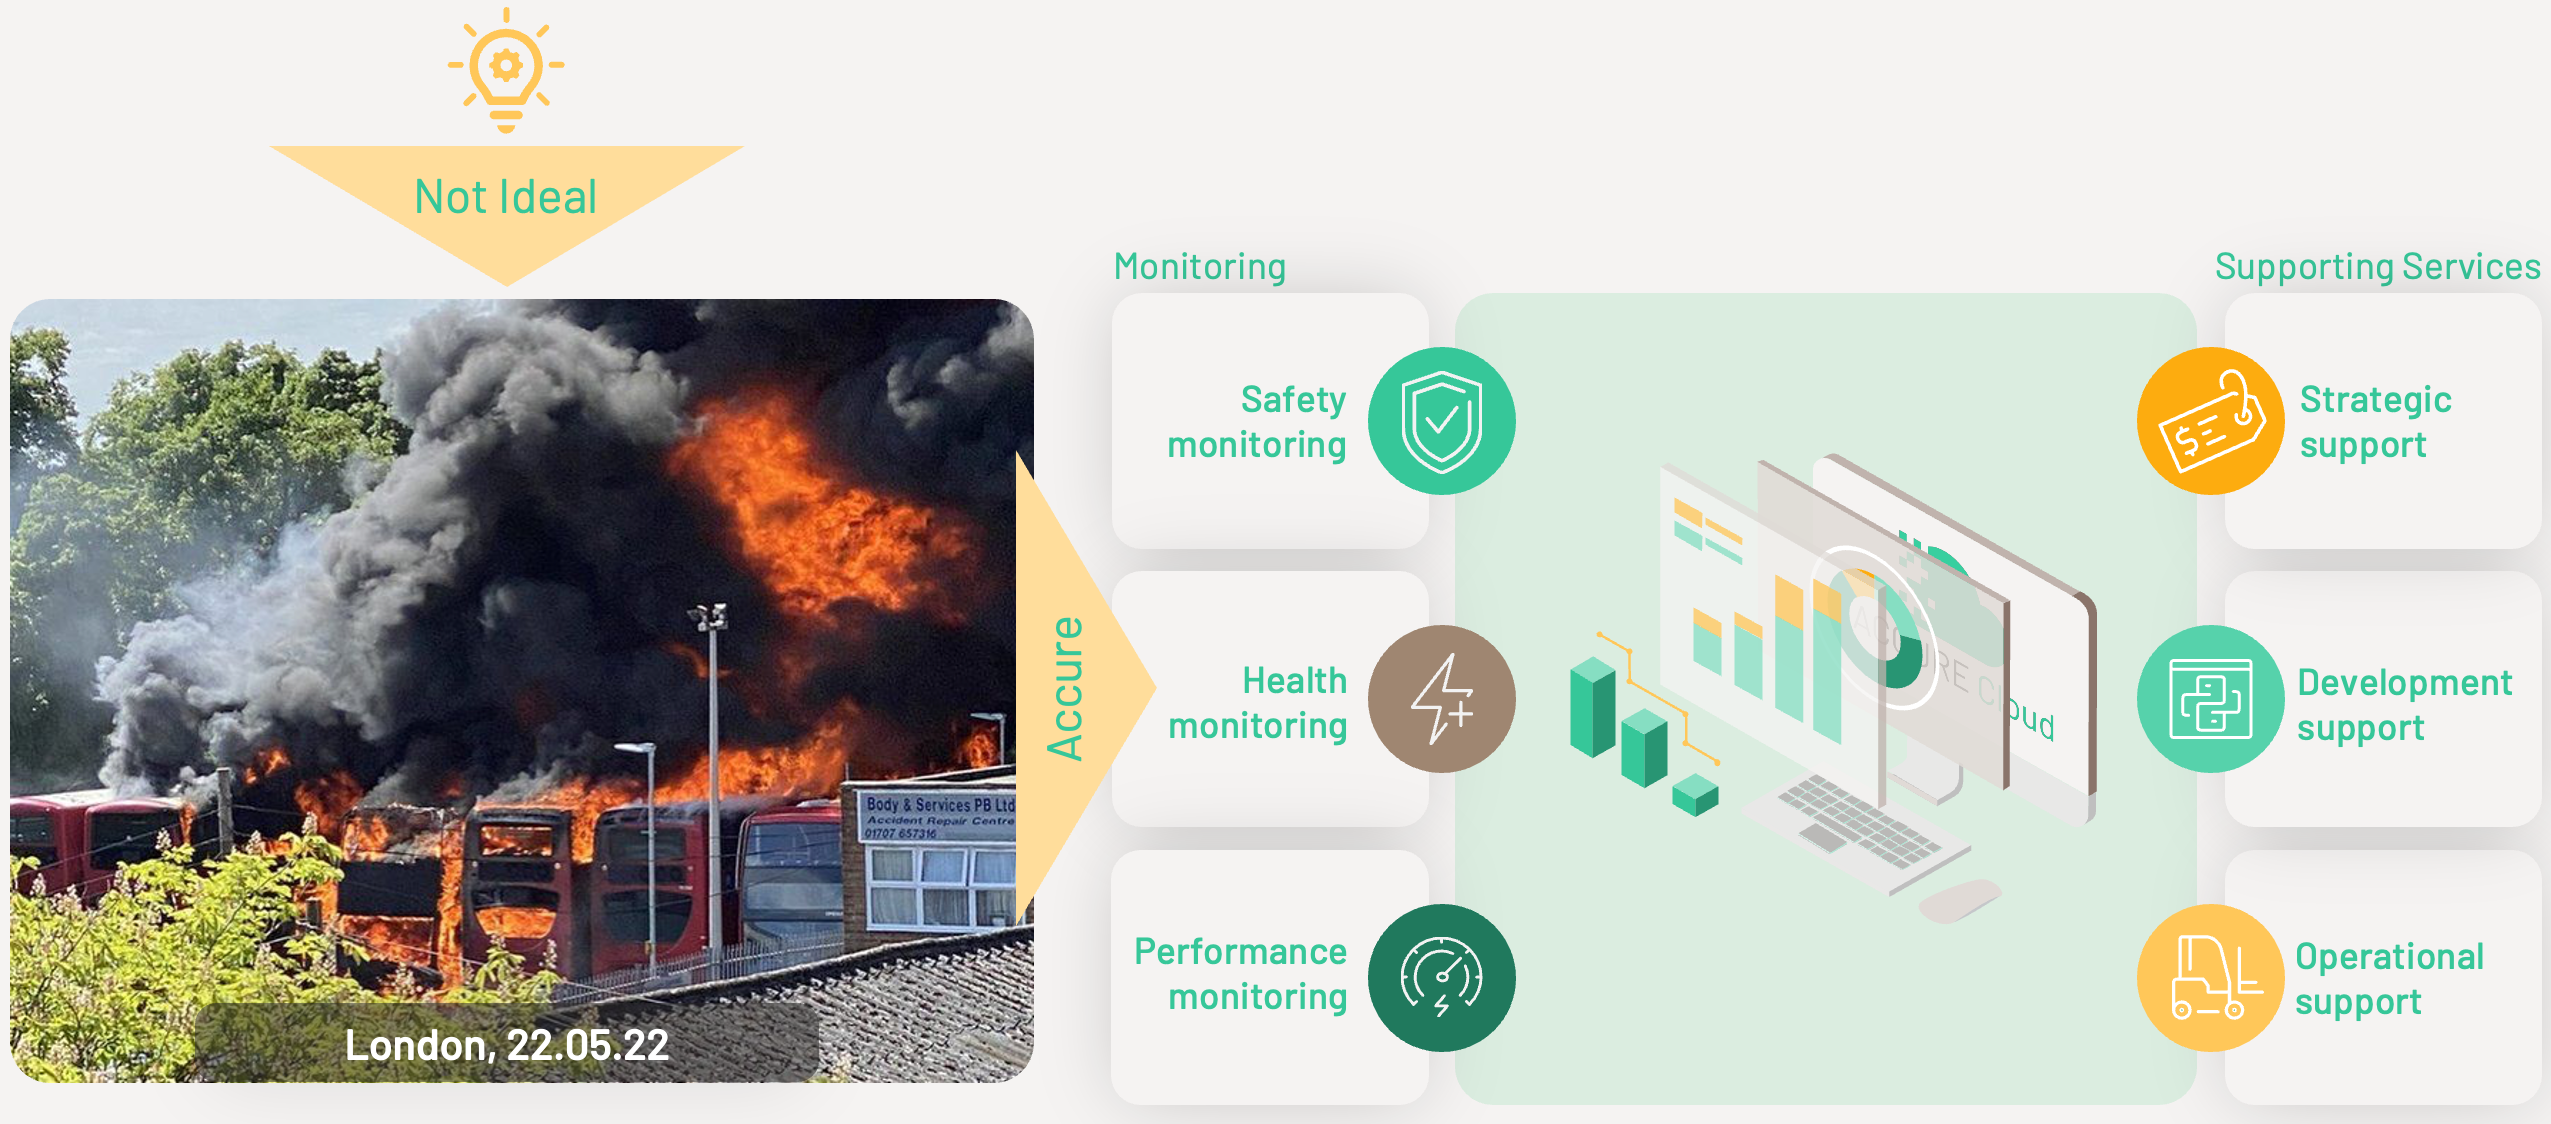 Not Ideal
Body & Services PB Ltd
Accident Repair Centre
01707 657316
London, 22.05.22
Accure
Monitoring
Safety
monitoring
Health
monitoring
Performance
monitoring
ACCURE Cloud
Supporting Services
Strategic
support
Development
support
Operational
support